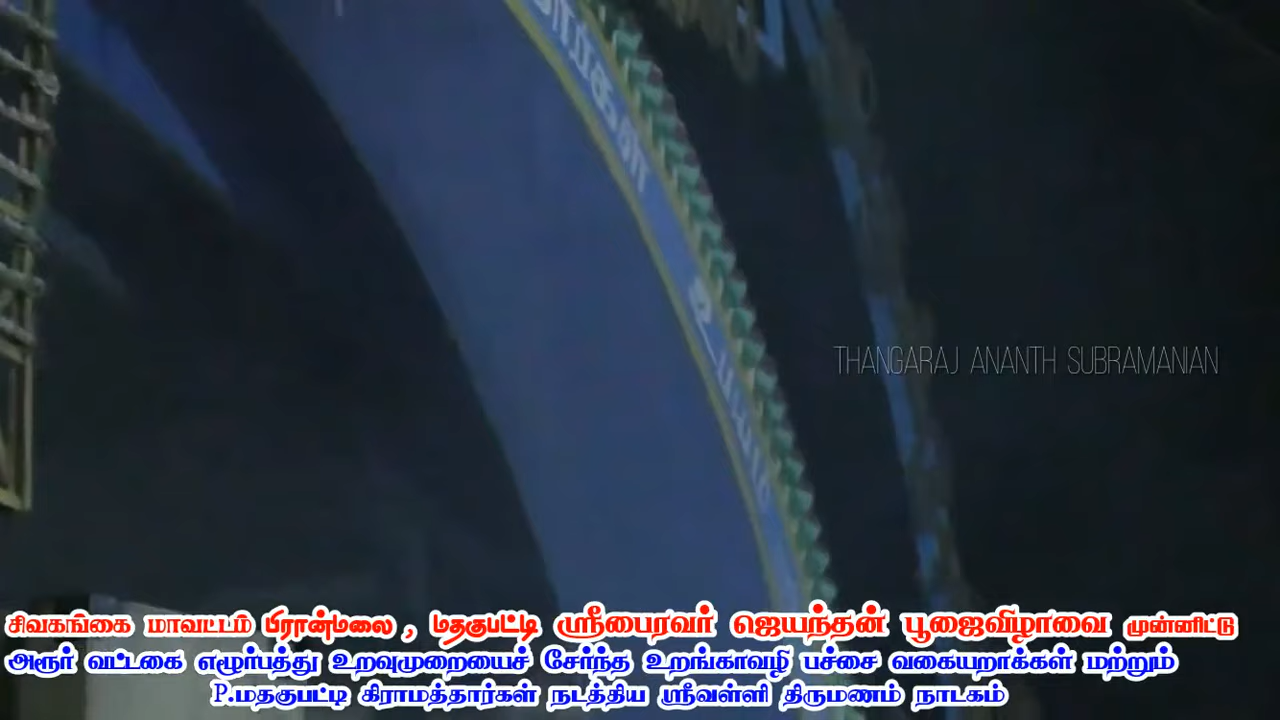 உபயம்
THANGARAJ ANANTH SUBRAMANIAN
சிவகங்கை மாவட்டம் பிரான்மலை , மதகுபட்டி ஸ்ரீபைரவர் ஜெயந்தன் பூஜைவிழாவை முன்னிட்டு
அரூர் வட்டகை எழூர்பத்து உறவுமுறையைச் சேர்ந்த உறங்காவழி பச்சை வகையறாக்கள் மற்றும்
P.மதகுபட்டி கிராமத்தார்கள் நடத்திய ஸ்ரீவள்ளி திருமணம் நாடகம்